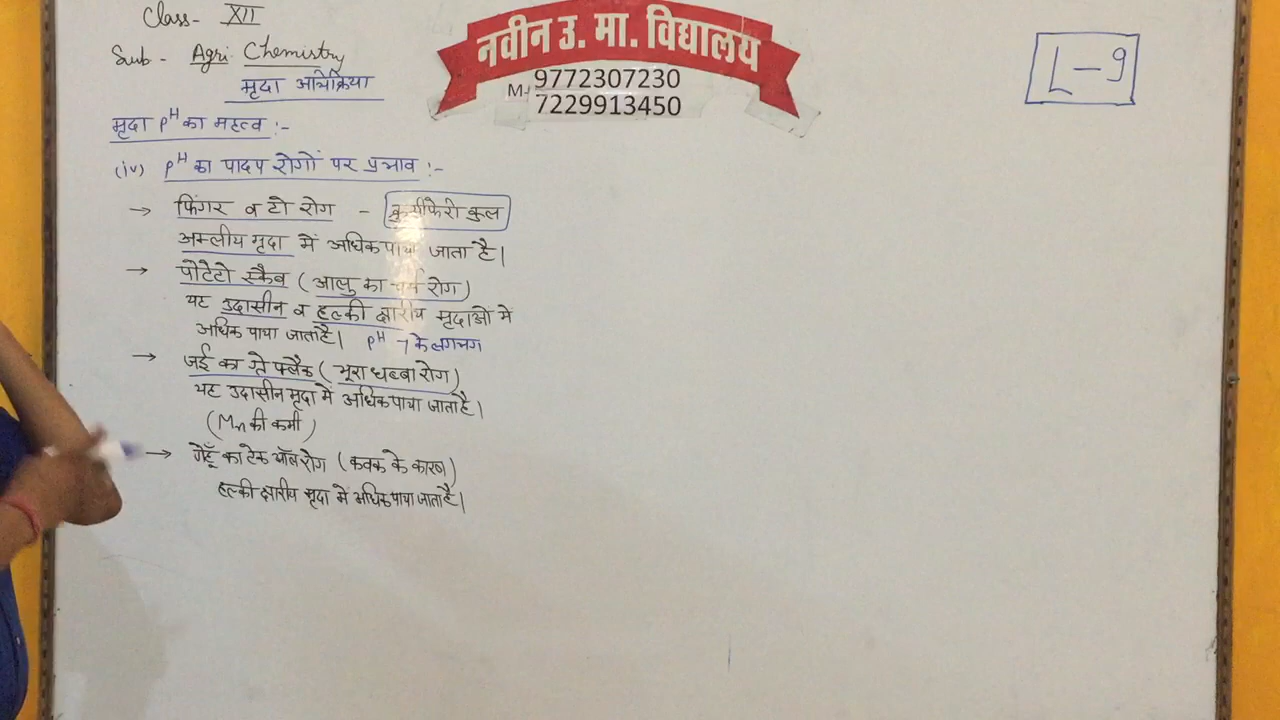 Class- XII
Sub - Agri Chemistry
मृदा अभिक्रिया
नवीन उ. मा. विद्यालय
M- 9772307230
7229913450
L-9
मृदा pH का महत्व :-
(iv) pH का पादप रोगों पर प्रभाव :-
→ फिंगर व टो रोग - क्रुसीफेरी कुल
अम्लीय मृदा में अधिक पाया जाता है।
→ पोटेटो स्कैब (आलु का चर्म रोग)
यह उदासीन व हल्की क्षारीय मृदाओं में
अधिक पाया जाता है। pH 7 के लगभग
→ जई का ग्रे फ्लैक (भूरा धब्बा रोग)
यह उदासीन मृदा में अधिक पाया जाता है।
(Mn की कमी)
→ गेहूँ का टेक ऑल रोग (कवक के कारण)
हल्की क्षारीय मृदा में अधिक पाया जाता है।